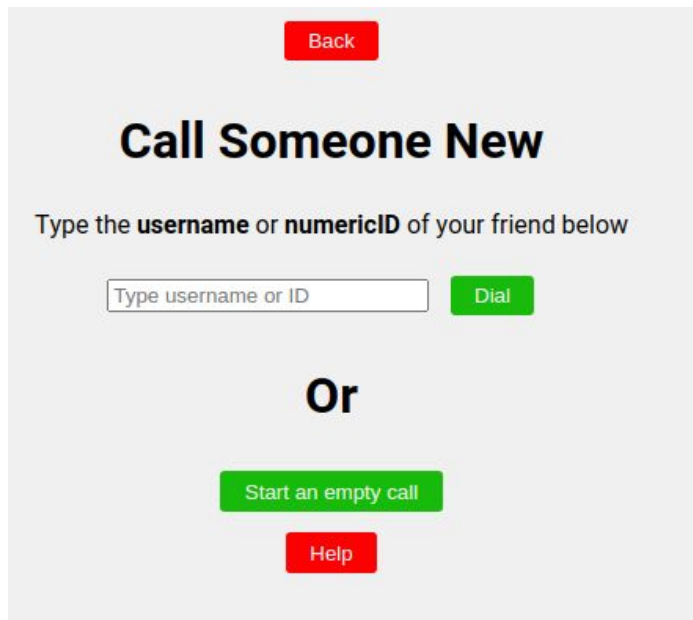 Back
Call Someone New
Type the username or numericID of your friend below
Type username or ID Dial
Or
Start an empty call
Help